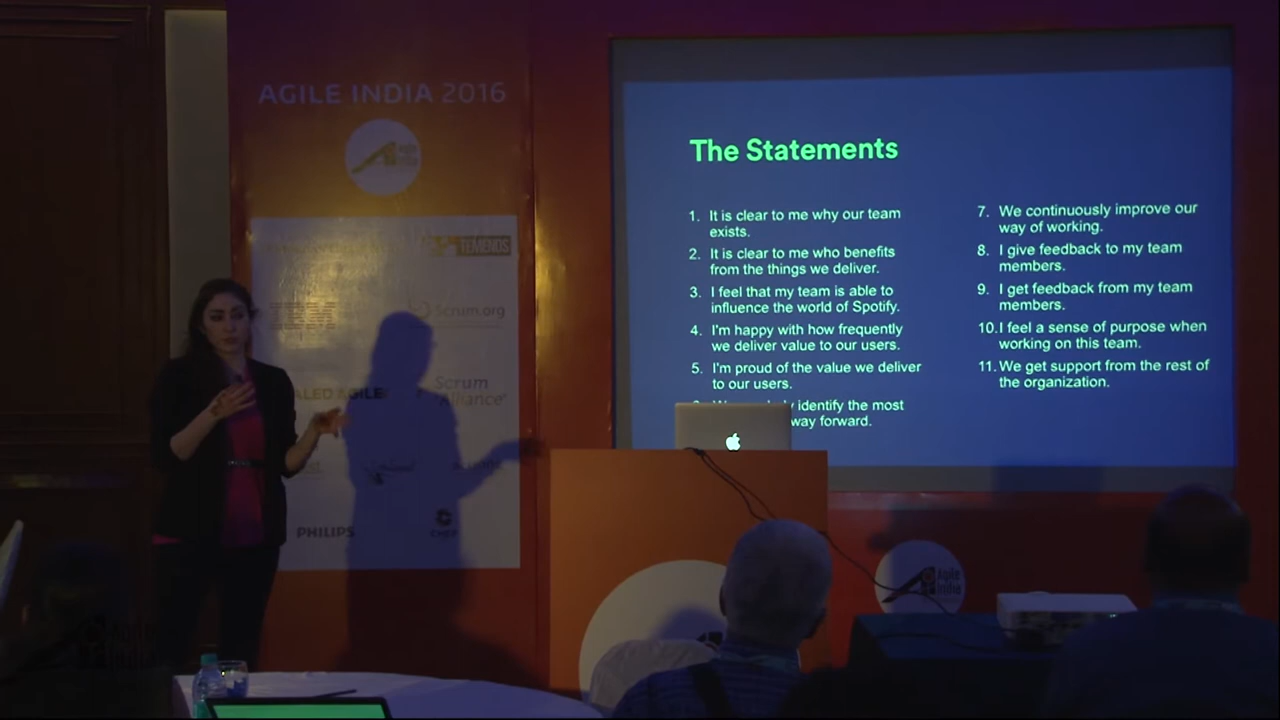 AGILE INDIA 2016
Agile
India
TEMENOS
Scrum.org
SCALED AGILE
Scrum
Alliance
PHILIPS
The Statements
1. It is clear to me why our team
exists.
2. It is clear to me who benefits
from the things we deliver.
3. I feel that my team is able to
influence the world of Spotify.
4. I'm happy with how frequently
we deliver value to our users.
5. I'm proud of the value we deliver
to our users.
identify the most
way forward.
7. We continuously improve our
way of working.
8. I give feedback to my team
members.
9. I get feedback from my team
members.
10. I feel a sense of purpose when
working on this team.
11. We get support from the rest of
the organization.
Agile
India